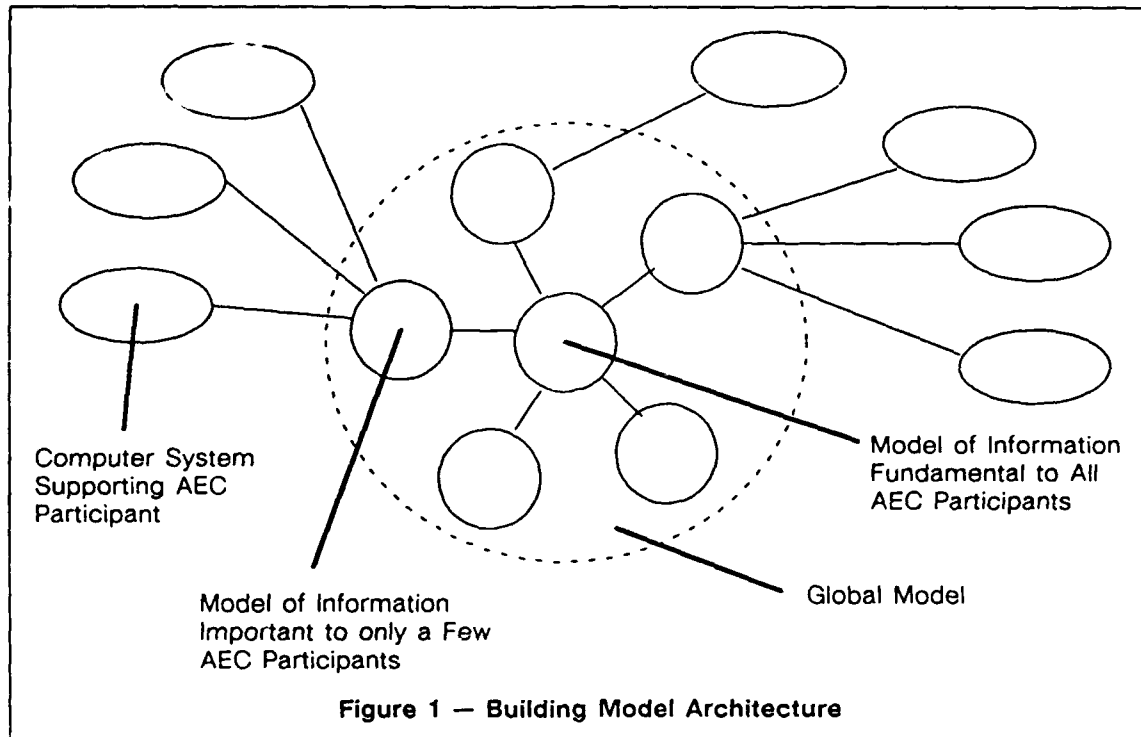 Computer System
Supporting AEC
Participant
Model of Information
Fundamental to All
AEC Participants
Model of Information
Important to only a Few
AEC Participants
Global Model
Figure 1 — Building Model Architecture